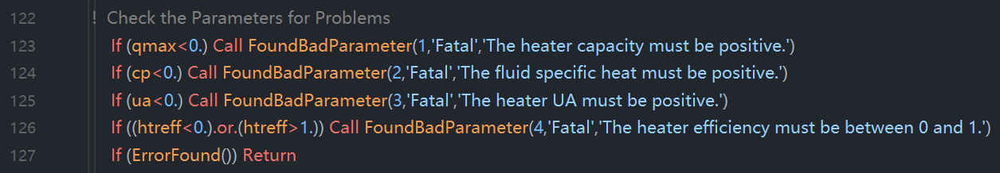 122 ! Check the Parameters for Problems
123 If (qmax<0.) Call FoundBadParameter(1,'Fatal','The heater capacity must be positive.')
124 If (cp<0.) Call FoundBadParameter(2,'Fatal','The fluid specific heat must be positive.')
125 If (ua<0.) Call FoundBadParameter(3,'Fatal','The heater UA must be positive.')
126 If ((htreff<0.).or.(htreff>1.)) Call FoundBadParameter(4,'Fatal','The heater efficiency must be between 0 and 1.')
127 If (ErrorFound()) Return